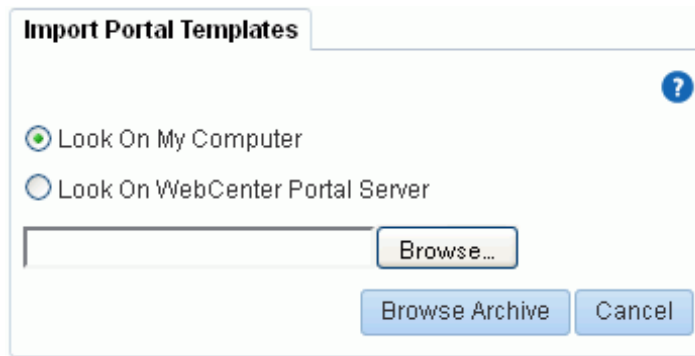 Import Portal Templates
?
Look On My Computer
Look On WebCenter Portal Server
Browse...
Browse Archive Cancel